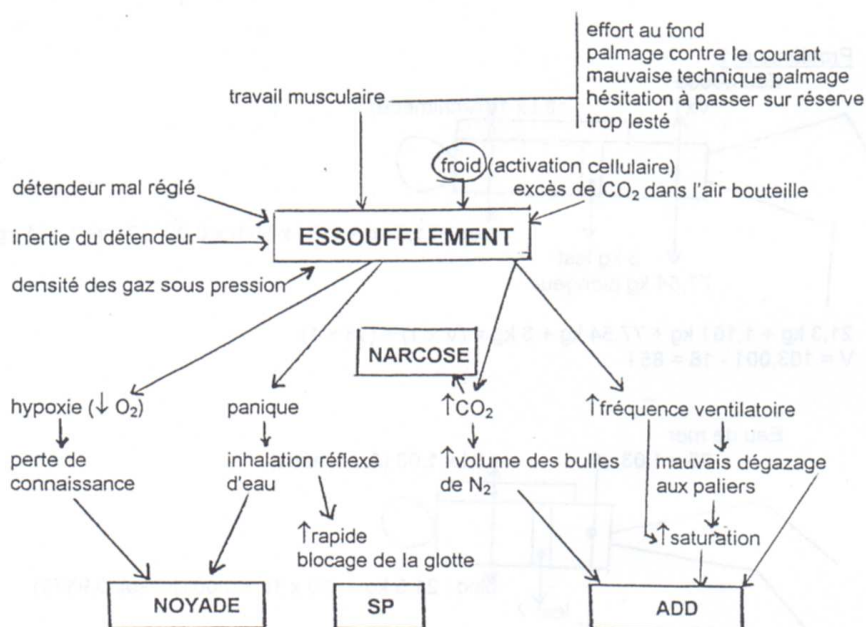 effort au fond
palmage contre le courant
mauvaise technique palmage
hésitation à passer sur réserve
trop lesté
travail musculaire
froid (activation cellulaire)
excès de CO₂ dans l'air bouteille
détendeur mal réglé
inertie du détendeur
ESSOUFFLEMENT
densité des gaz sous pression
NARCOSE
hypoxie (↓ O₂)
panique
↑CO₂
↑fréquence ventilatoire
perte de
connaissance
inhalation réflexe
d'eau
↑volume des bulles
de N₂
mauvais dégazage
aux paliers
↑rapide
blocage de la glotte
↑saturation
NOYADE
SP
ADD